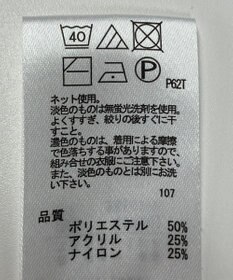 40
P
P62T
ネット使用。
淡色のものは無蛍光洗剤を使用。
よくすすぎ、絞りの後すぐに干
すこと。
濃色のものは、着用による摩擦
で色落ちする事がありますので、
組み合せの衣服にご注意下さい。
また、淡色のものとは別にお洗
い下さい。
107
品質
ポリエステル 50%
アクリル 25%
ナイロン 25%